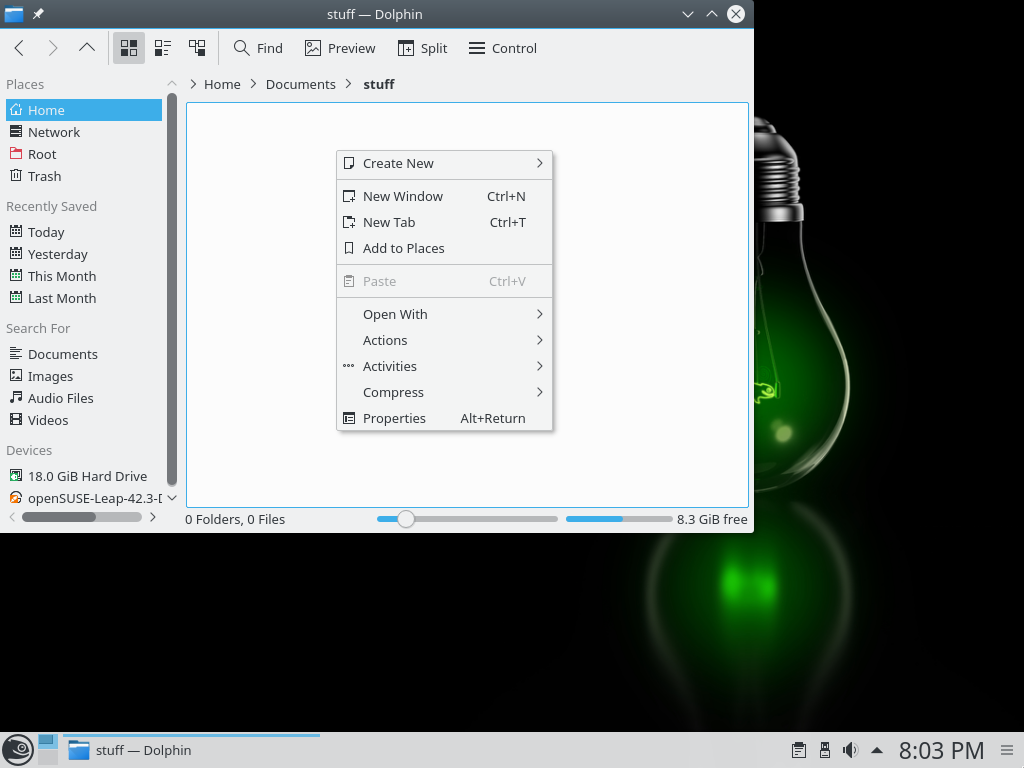 stuff — Dolphin
Find
Preview
Split
Control
Places
Home
Network
Root
Trash
Recently Saved
Today
Yesterday
This Month
Last Month
Search For
Documents
Images
Audio Files
Videos
Devices
18.0 GiB Hard Drive
openSUSE-Leap-42.3-
Home > Documents > stuff
Create New
New Window Ctrl+N
New Tab Ctrl+T
Add to Places
Paste Ctrl+V
Open With
Actions
Activities
Compress
Properties Alt+Return
0 Folders, 0 Files
8.3 GiB free
stuff — Dolphin
8:03 PM